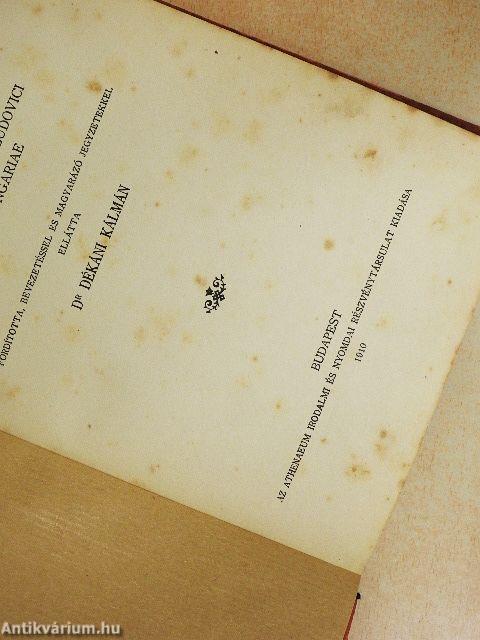 UDOVICI
NGARIAE
FORDÍTOTTA, BEVEZETÉSSEL ÉS MAGYARÁZÓ JEGYZETEKKEL
ELLÁTTA
DR DÉKÁNI KÁLMÁN
BUDAPEST
AZ ATHENAEUM IRODALMI ÉS NYOMDAI RÉSZVÉNYTÁRSULAT KIADÁSA
1910
Antikvárium.hu